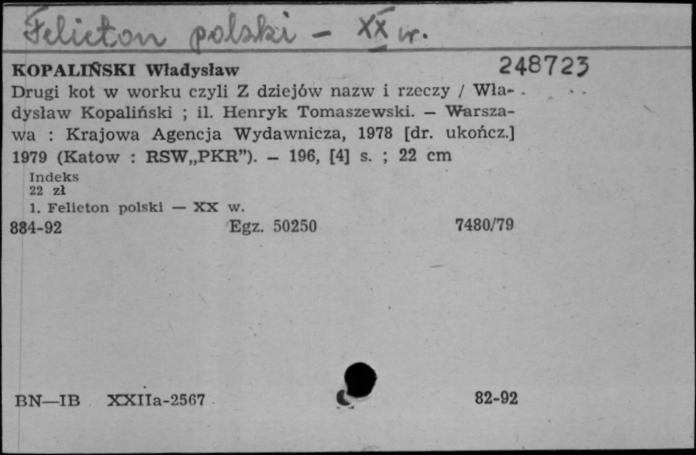 Felieton polski – XX w.
KOPALIŃSKI Władysław 248723
Drugi kot w worku czyli Z dziejów nazw i rzeczy / Wła-
dysław Kopaliński ; il. Henryk Tomaszewski. — Warsza-
wa : Krajowa Agencja Wydawnicza, 1978 [dr. ukończ.]
1979 (Katow : RSW„PKR”). — 196, [4] s. ; 22 cm
Indeks
22 zł
1. Felieton polski — XX w.
884-92 Egz. 50250 7480/79
BN—IB XXIIa-2567 82-92